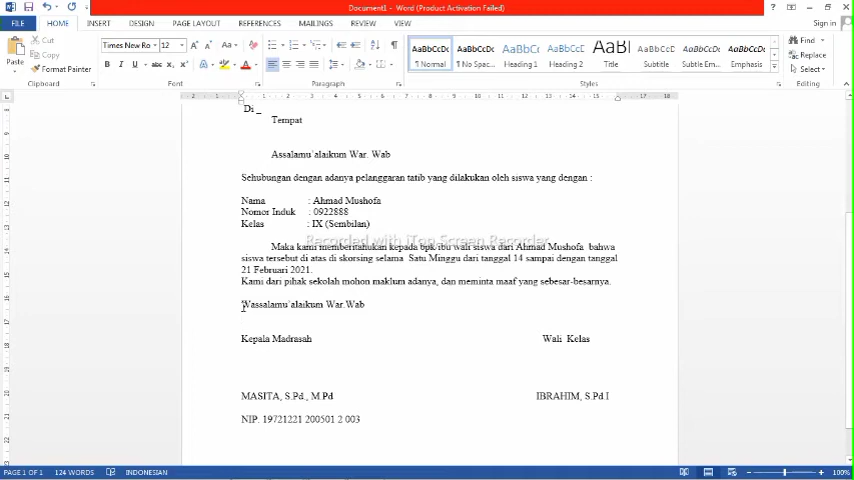 Document1 - Word (Product Activation Failed)
Sign in
FILE HOME INSERT DESIGN PAGE LAYOUT REFERENCES MAILINGS REVIEW VIEW
Paste
Cut
Copy
Format Painter
Clipboard
Times New Ro 12
Font
Paragraph
AaBbCcDc ¶ Normal
AaBbCcDc ¶ No Spac...
AaBbCc Heading 1
AaBbCc Heading 2
AaBb Title
AaBbCcD Subtitle
AaBbCcDc Subtle Em...
AaBbCcDc Emphasis
Styles
Find
Replace
Select
Editing
Di _
Tempat
Assalamu'alaikum War. Wab
Sehubungan dengan adanya pelanggaran tatib yang dilakukan oleh siswa yang dengan :
Nama : Ahmad Mushofa
Nomor Induk : 0922888
Kelas : IX (Sembilan)
Recorded with iTop Screen Recorder
Maka kami memberitahukan kepada bpk/ibu wali siswa dari Ahmad Mushofa bahwa
siswa tersebut di atas di skorsing selama Satu Minggu dari tanggal 14 sampai dengan tanggal
21 Februari 2021.
Kami dari pihak sekolah mohon maklum adanya, dan meminta maaf yang sebesar-besarnya.
Wassalamu'alaikum War.Wab
Kepala Madrasah Wali Kelas
MASITA, S.Pd., M.Pd IBRAHIM, S.Pd.I
NIP. 19721221 200501 2 003
PAGE 1 OF 1 124 WORDS INDONESIAN 100%